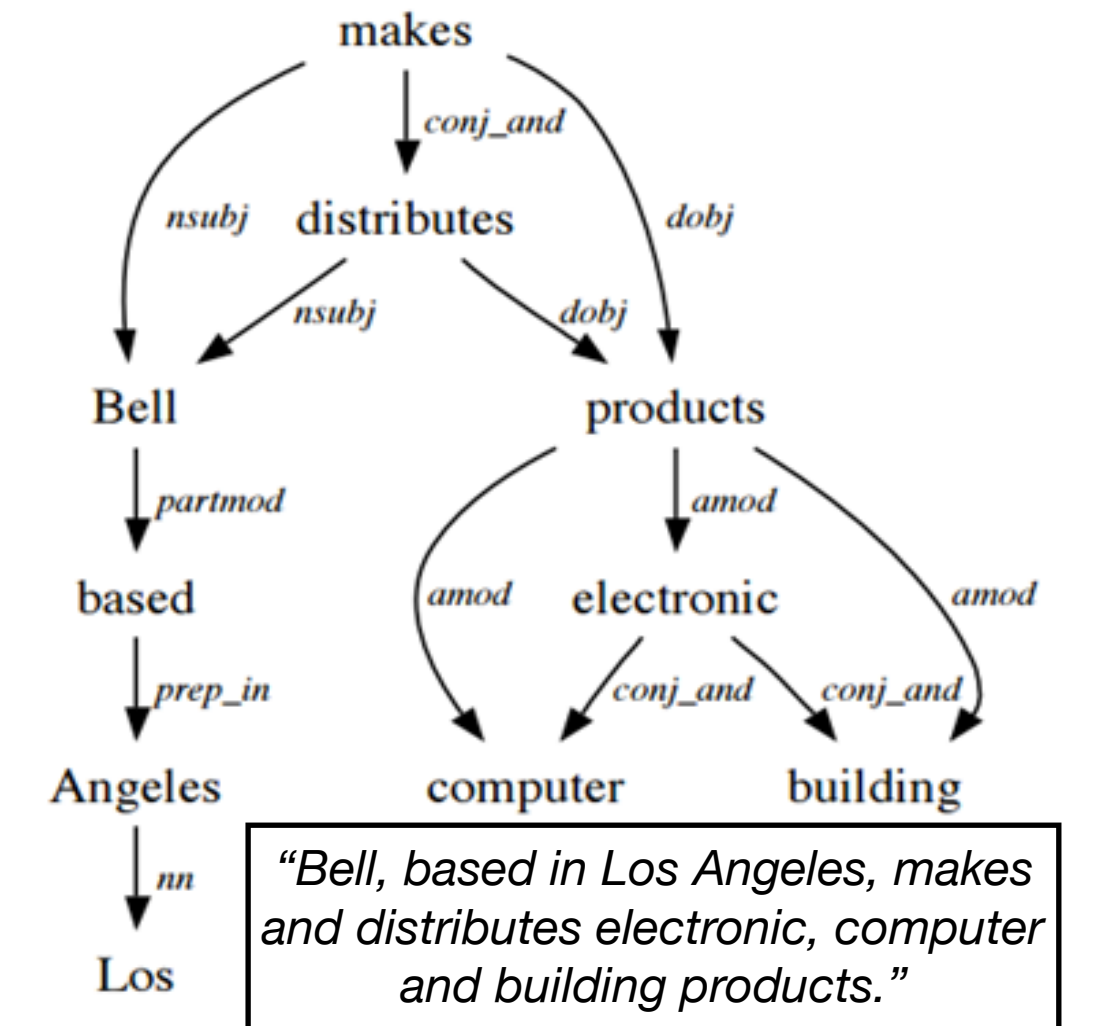 makes
conj_and
nsubj distributes dobj
nsubj dobj
Bell products
partmod amod
based amod electronic amod
prep_in conj_and conj_and
Angeles computer building
nn
Los
“Bell, based in Los Angeles, makes
and distributes electronic, computer
and building products.”